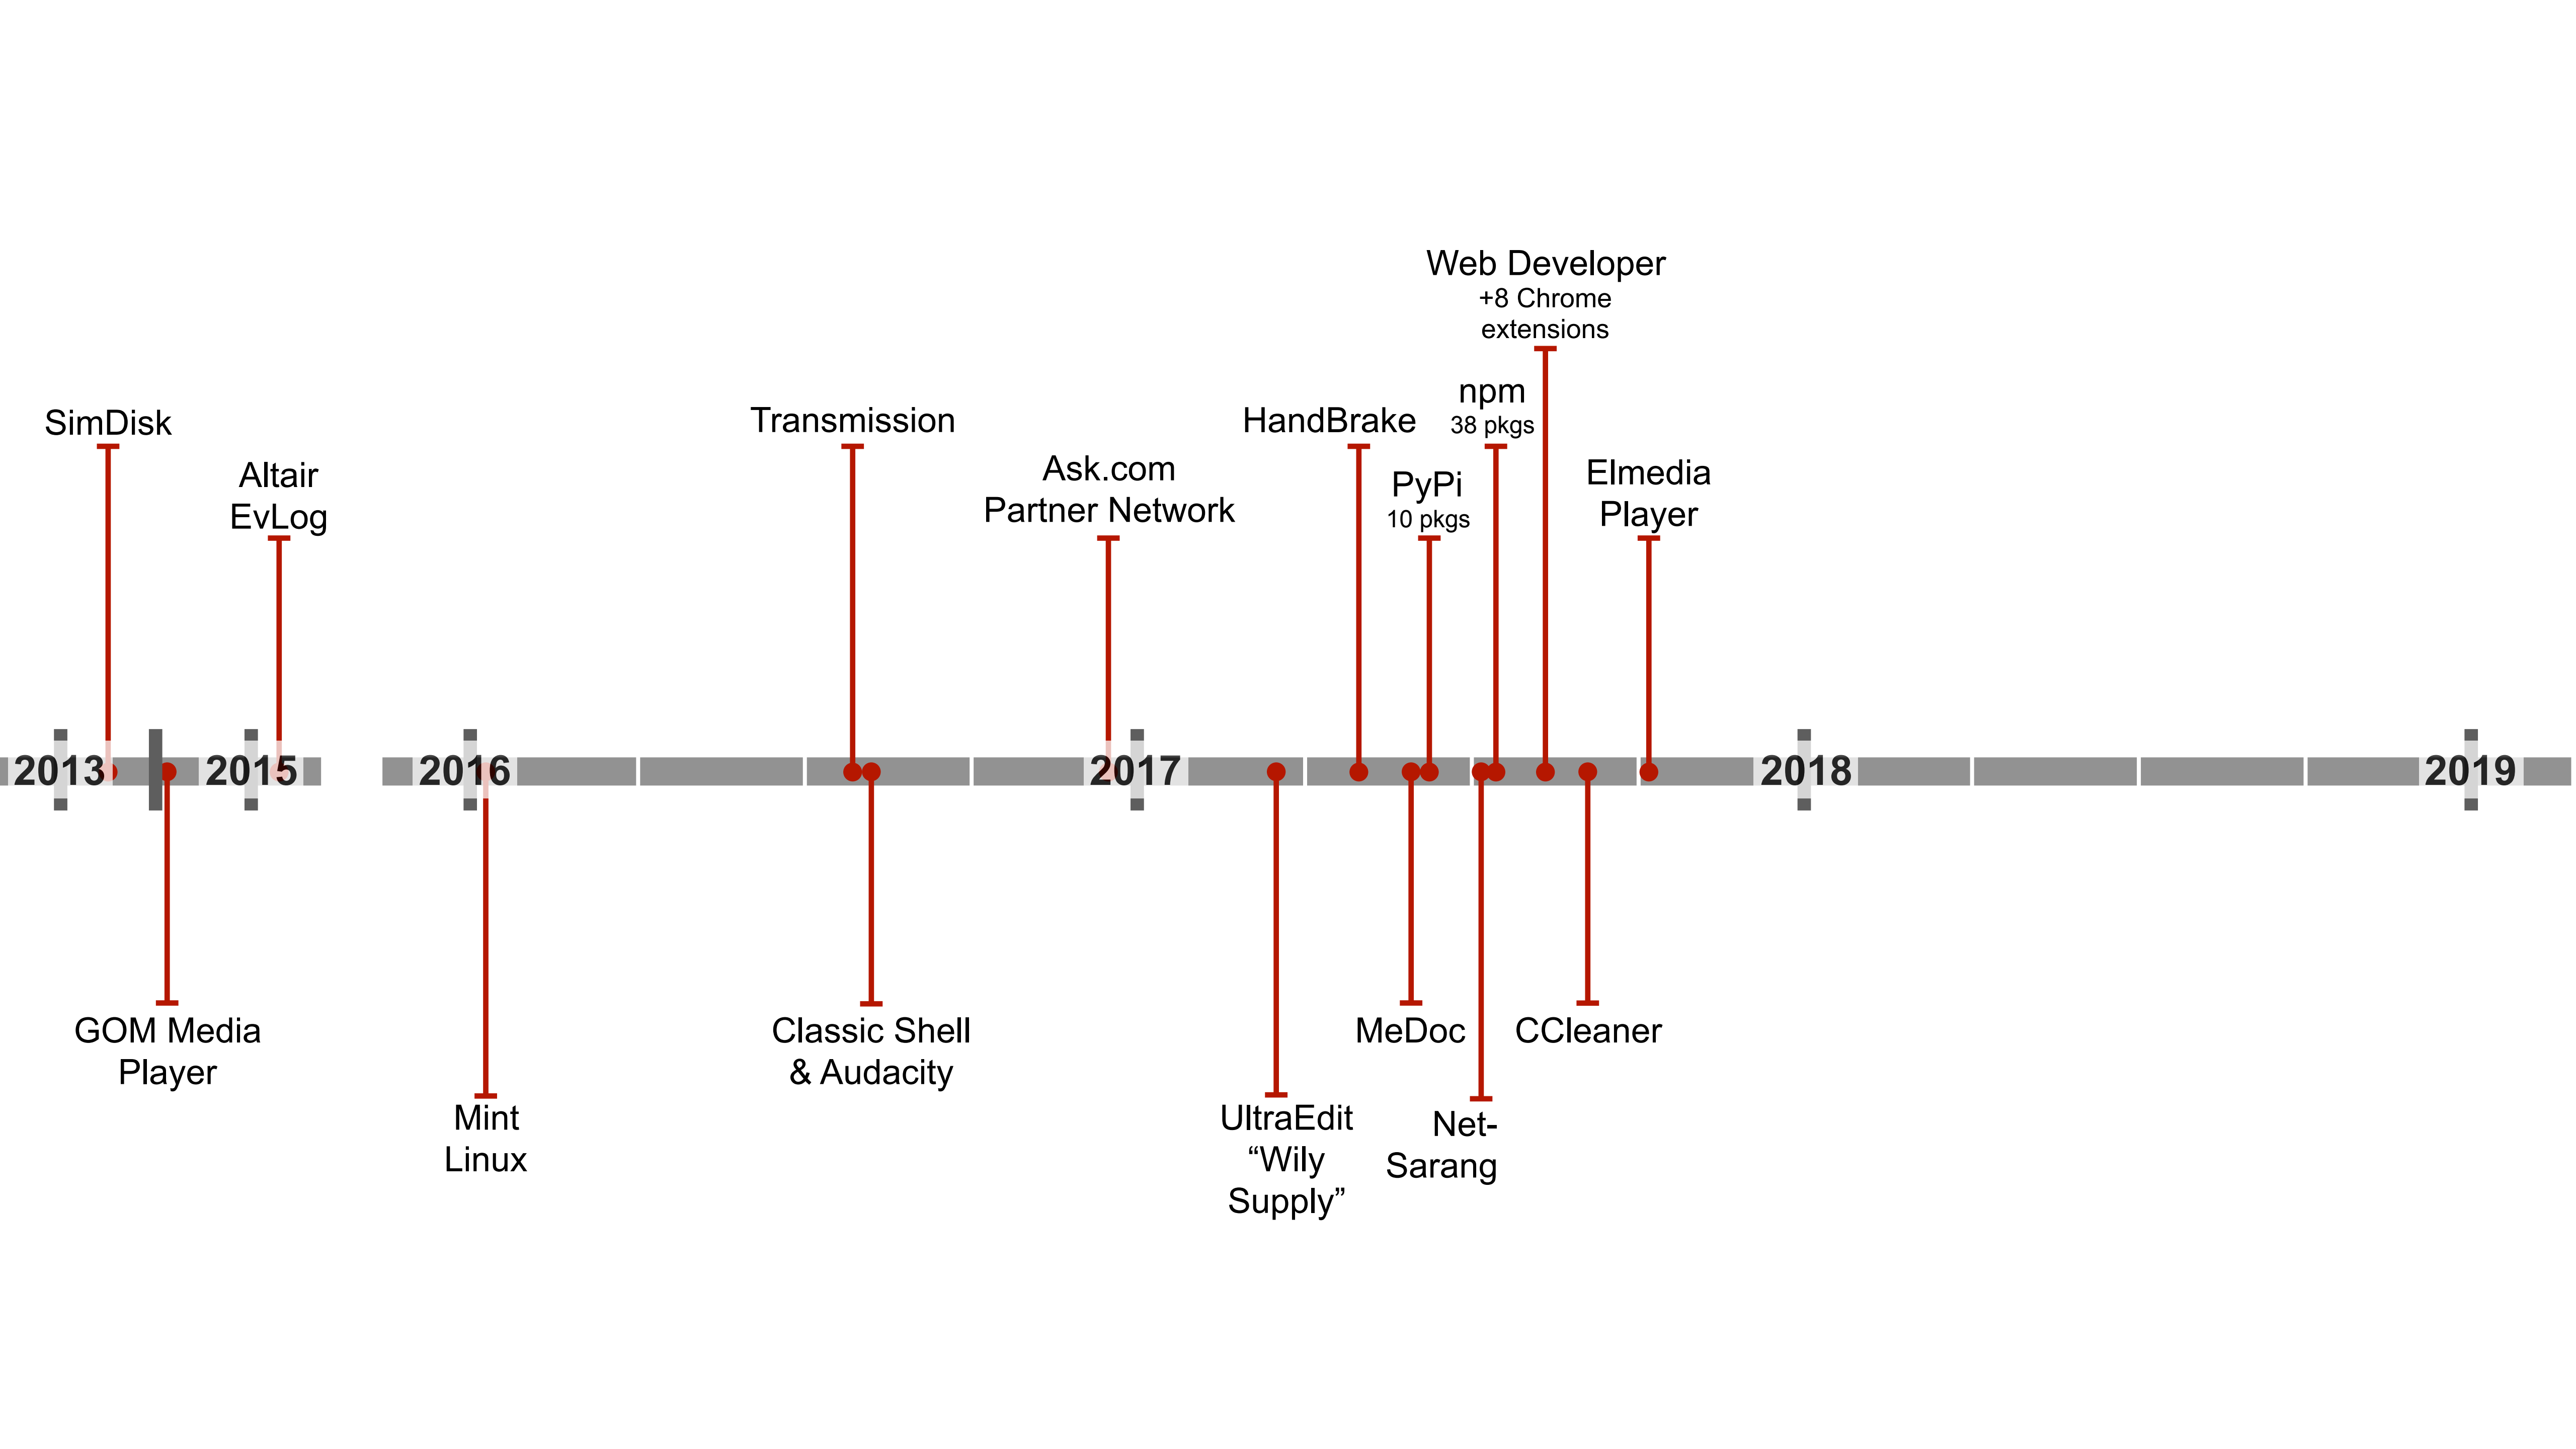 Web Developer
+8 Chrome
extensions
npm
38 pkgs
SimDisk
Transmission
HandBrake
Altair
EvLog
Ask.com
Partner Network
PyPi
10 pkgs
Elmedia
Player
2013
2015
2016
2017
2018
2019
GOM Media
Player
Classic Shell
& Audacity
MeDoc
CCleaner
Mint
Linux
UltraEdit
“Wily
Supply”
Net-
Sarang